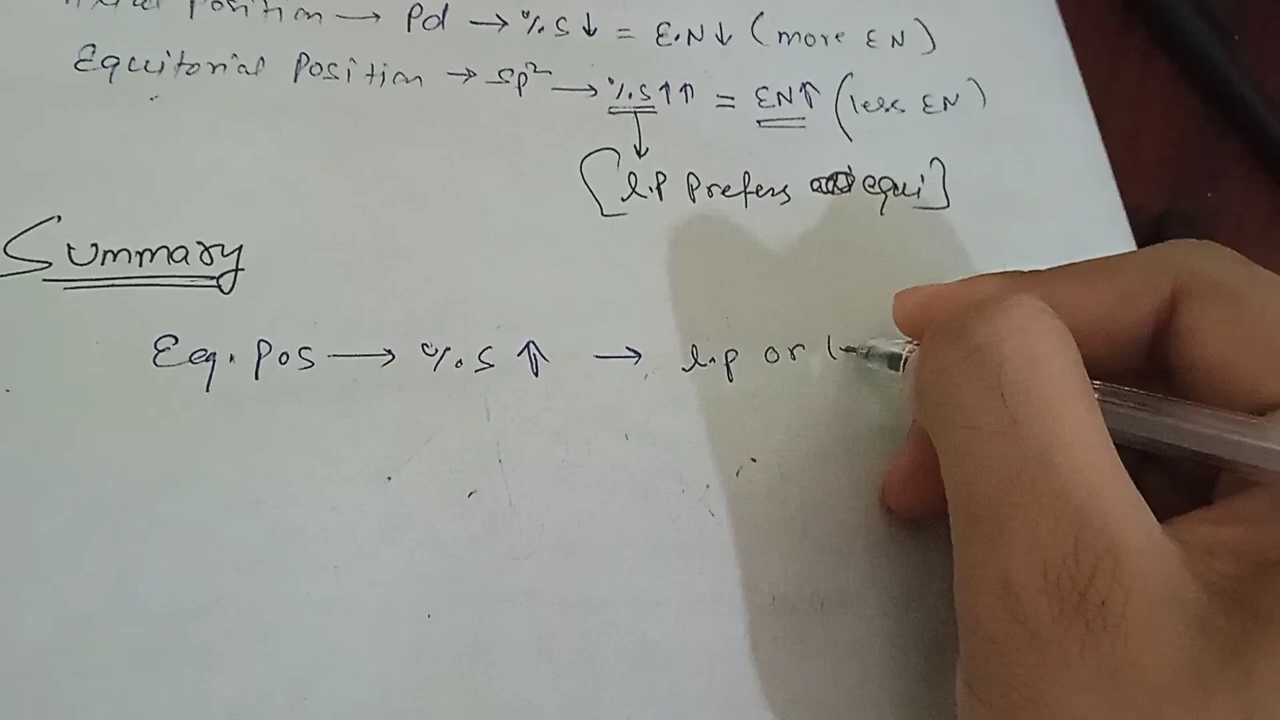 Position → Pd → %S↓ = E.N↓ (more EN)
Equitorial Position → sp² → %S↑↑ = EN↑ (less EN)
[l.p Prefers equi]
Summary
Eq. Pos → %S ↑ → l.p or